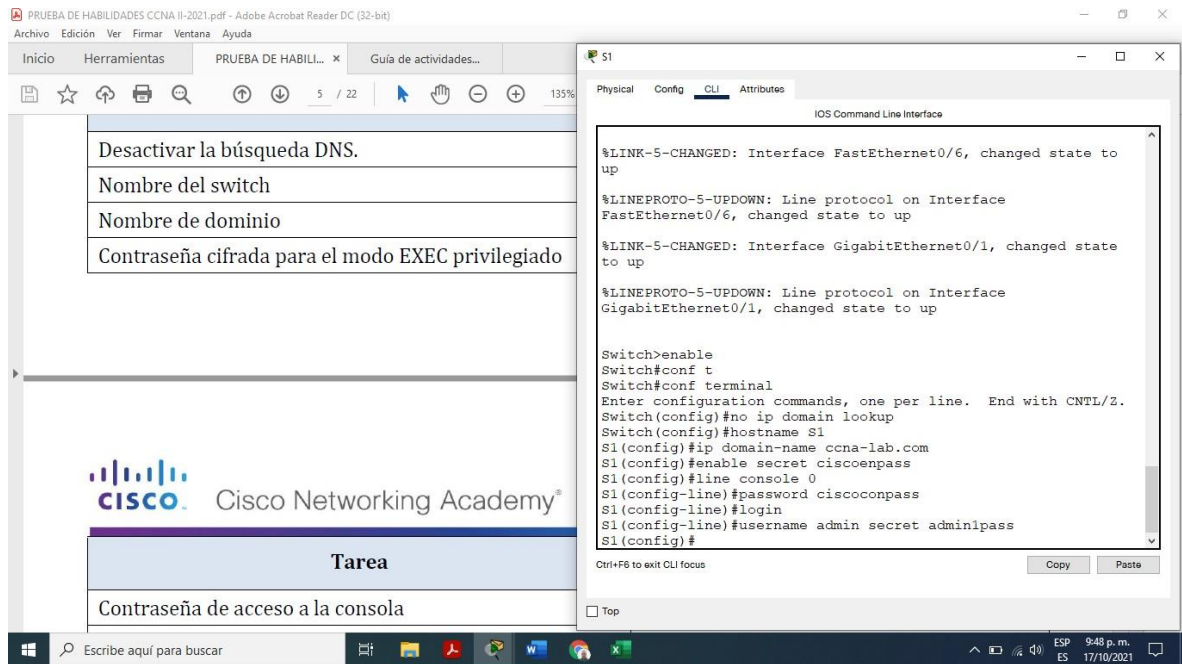 PRUEBA DE HABILIDADES CCNA II-2021.pdf - Adobe Acrobat Reader DC (32-bit)
Archivo Edición Ver Firmar Ventana Ayuda
Inicio Herramientas PRUEBA DE HABILI... × Guía de actividades...
5 / 22 135%
Desactivar la búsqueda DNS.
Nombre del switch
Nombre de dominio
Contraseña cifrada para el modo EXEC privilegiado
CISCO. Cisco Networking Academy®
Tarea
Contraseña de acceso a la consola
S1
Physical Config CLI Attributes
IOS Command Line Interface
%LINK-5-CHANGED: Interface FastEthernet0/6, changed state to
up
%LINEPROTO-5-UPDOWN: Line protocol on Interface
FastEthernet0/6, changed state to up
%LINK-5-CHANGED: Interface GigabitEthernet0/1, changed state
to up
%LINEPROTO-5-UPDOWN: Line protocol on Interface
GigabitEthernet0/1, changed state to up
Switch>enable
Switch#conf t
Switch#conf terminal
Enter configuration commands, one per line. End with CNTL/Z.
Switch(config)#no ip domain lookup
Switch(config)#hostname S1
S1(config)#ip domain-name ccna-lab.com
S1(config)#enable secret ciscoenpass
S1(config)#line console 0
S1(config-line)#password ciscoconpass
S1(config-line)#login
S1(config-line)#username admin secret admin1pass
S1(config)#
Ctrl+F6 to exit CLI focus Copy Paste
Top
Escribe aquí para buscar
ESP 9:48 p. m.
ES 17/10/2021